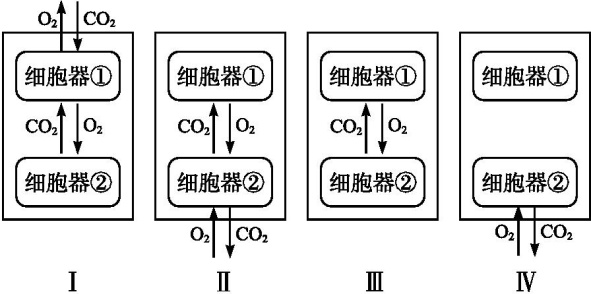 O₂ CO₂
细胞器① 细胞器① 细胞器① 细胞器①
CO₂ O₂ CO₂ O₂ CO₂ O₂
细胞器② 细胞器② 细胞器② 细胞器②
O₂ CO₂ O₂ CO₂
Ⅰ Ⅱ Ⅲ Ⅳ